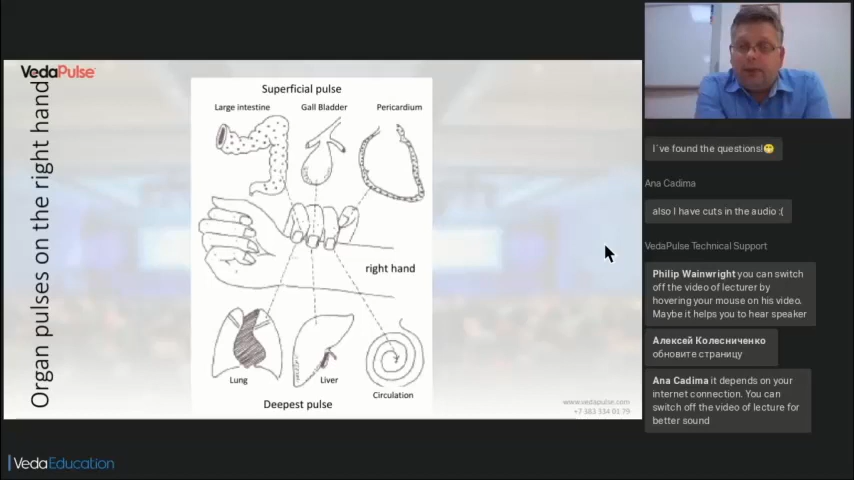 VedaPulse
Organ pulses on the right hand
Superficial pulse
Large intestine
Gall Bladder
Pericardium
right hand
Lung
Liver
Circulation
Deepest pulse
www.vedapulse.com
+7 383 334 01 79
VedaEducation
I`ve found the questions!😁
Ana Cadima
also I have cuts in the audio :(
VedaPulse Technical Support
Philip Wainwright you can switch
off the video of lecturer by
hovering your mouse on his video.
Maybe it helps you to hear speaker
Алексей Колесниченко
обновите страницу
Ana Cadima it depends on your
internet connection. You can
switch off the video of lecture for
better sound